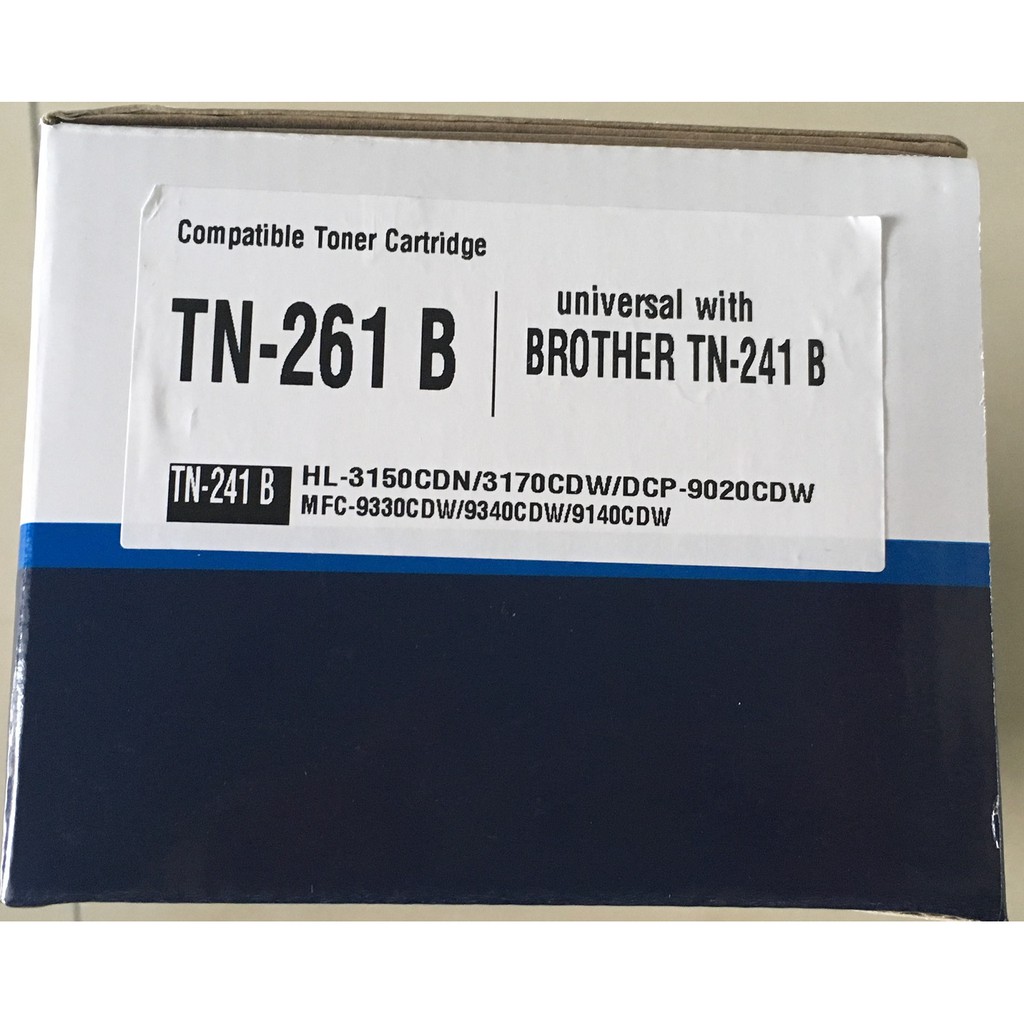 Compatible Toner Cartridge
TN-261 B
universal with
BROTHER TN-241 B
TN-241 B
HL-3150CDN/3170CDW/DCP-9020CDW
MFC-9330CDW/9340CDW/9140CDW